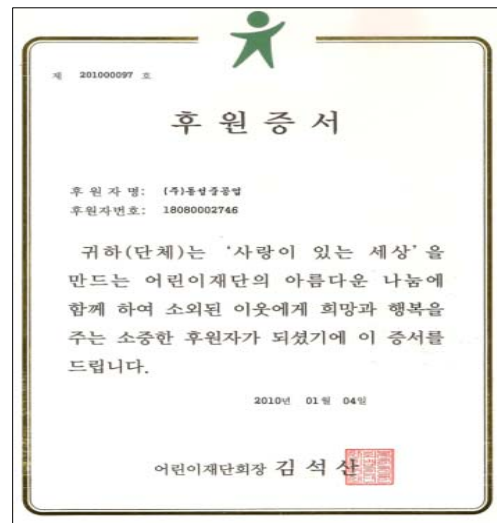 제 201000097 호
후원증서
후원자명: (주)동성중공업
후원자번호: 18080002746
귀하(단체)는 ‘사랑이 있는 세상’을
만드는 어린이재단의 아름다운 나눔에
함께 하여 소외된 이웃에게 희망과 행복을
주는 소중한 후원자가 되셨기에 이 증서를
드립니다.
2010년 01월 04일
어린이재단회장 김석산